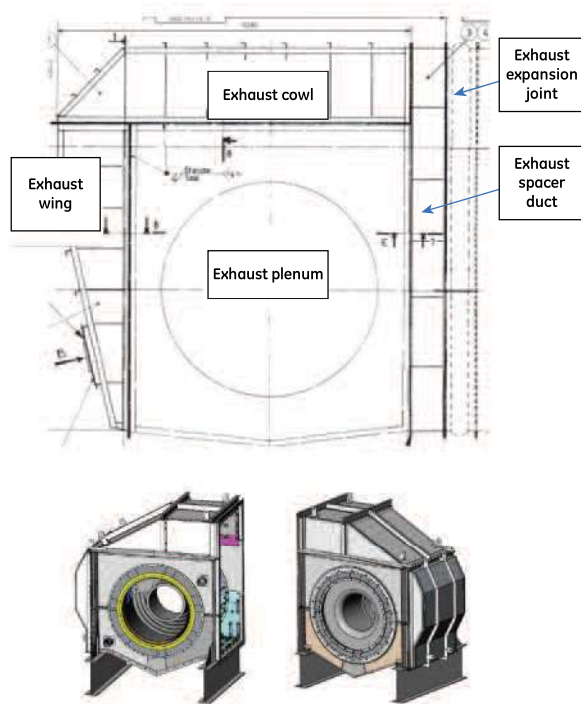 Exhaust
expansion
joint
Exhaust cowl
Exhaust
wing
Exhaust
spacer
duct
Exhaust plenum